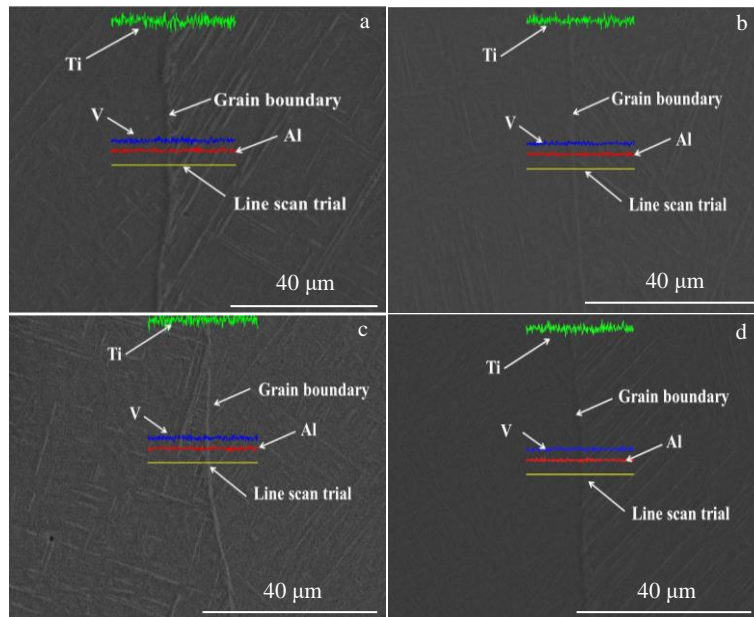 a
Ti
Grain boundary
V
Al
Line scan trial
40 μm
b
Ti
Grain boundary
V
Al
Line scan trial
40 μm
c
Ti
Grain boundary
V
Al
Line scan trial
40 μm
d
Ti
Grain boundary
V
Al
Line scan trial
40 μm